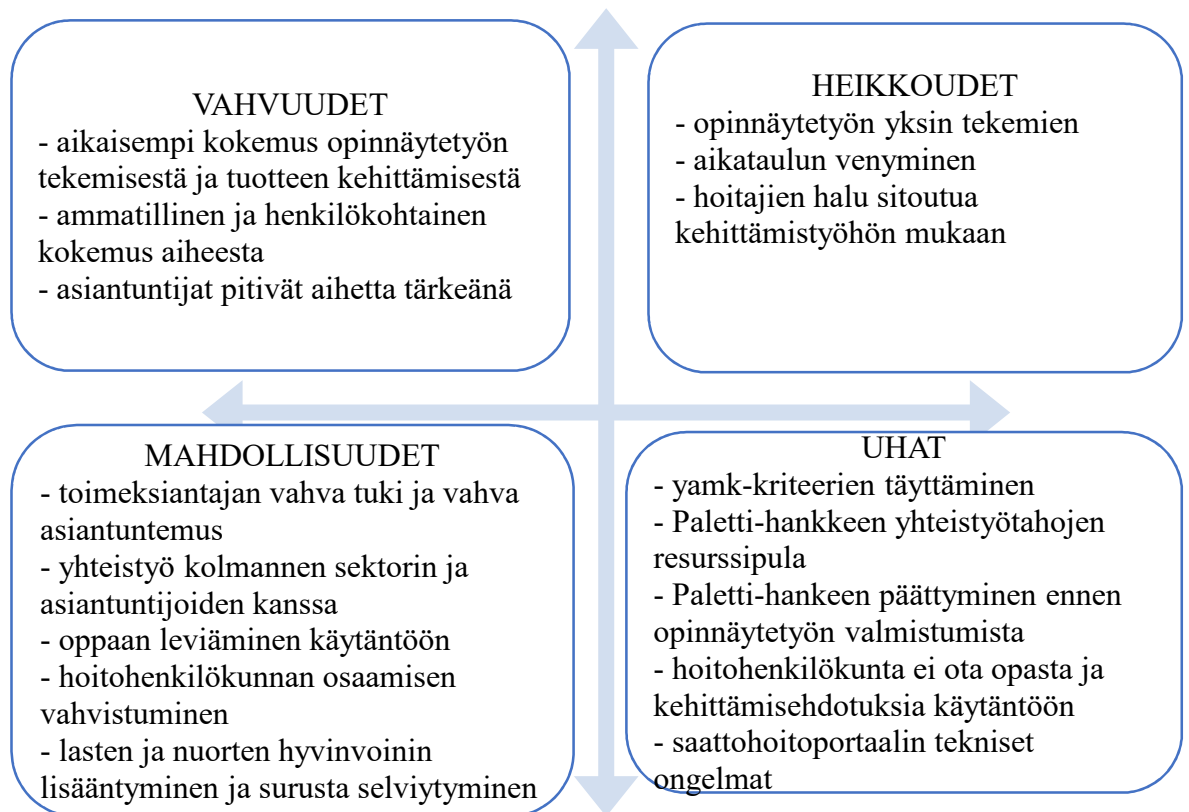 VAHVUUDET
- aikaisempi kokemus opinnäytetyön
tekemisestä ja tuotteen kehittämisestä
- ammatillinen ja henkilökohtainen
kokemus aiheesta
- asiantuntijat pitivät aihetta tärkeänä
HEIKKOUDET
- opinnäytetyön yksin tekemien
- aikataulun venyminen
- hoitajien halu sitoutua
kehittämistyöhön mukaan
MAHDOLLISUUDET
- toimeksiantajan vahva tuki ja vahva
asiantuntemus
- yhteistyö kolmannen sektorin ja
asiantuntijoiden kanssa
- oppaan leviäminen käytäntöön
- hoitohenkilökunnan osaamisen
vahvistuminen
- lasten ja nuorten hyvinvoinin
lisääntyminen ja surusta selviytyminen
UHAT
- yamk-kriteerien täyttäminen
- Paletti-hankkeen yhteistyötahojen
resurssipula
- Paletti-hankeen päättyminen ennen
opinnäytetyön valmistumista
- hoitohenkilökunta ei ota opasta ja
kehittämisehdotuksia käytäntöön
- saattohoitoportaalin tekniset
ongelmat